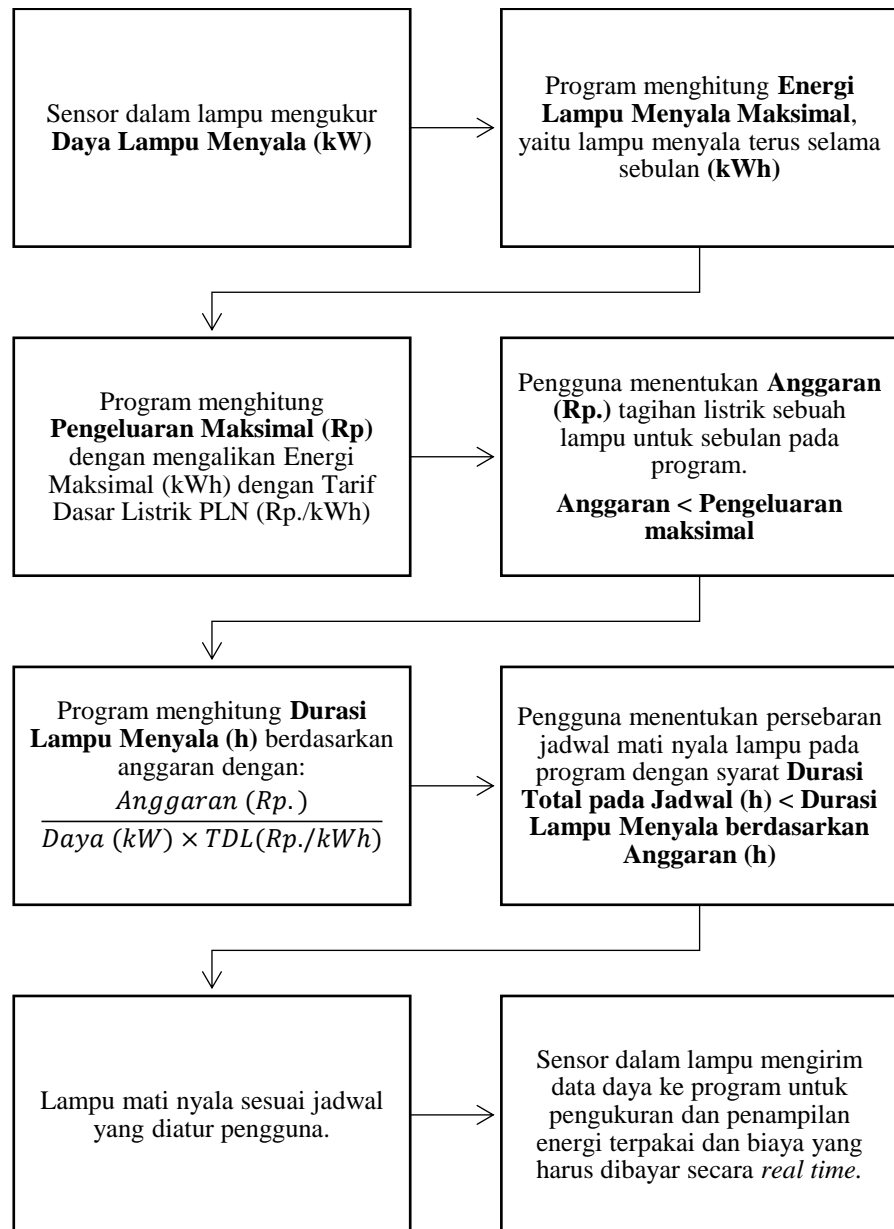 Sensor dalam lampu mengukur
Daya Lampu Menyala (kW)
Program menghitung Energi
Lampu Menyala Maksimal,
yaitu lampu menyala terus selama
sebulan (kWh)
Program menghitung
Pengeluaran Maksimal (Rp)
dengan mengalikan Energi
Maksimal (kWh) dengan Tarif
Dasar Listrik PLN (Rp./kWh)
Pengguna menentukan Anggaran
(Rp.) tagihan listrik sebuah
lampu untuk sebulan pada
program.
Anggaran < Pengeluaran
maksimal
Program menghitung Durasi
Lampu Menyala (h) berdasarkan
anggaran dengan:
Anggaran (Rp.)
Daya (kW) × TDL(Rp./kWh)
Pengguna menentukan persebaran
jadwal mati nyala lampu pada
program dengan syarat Durasi
Total pada Jadwal (h) < Durasi
Lampu Menyala berdasarkan
Anggaran (h)
Lampu mati nyala sesuai jadwal
yang diatur pengguna.
Sensor dalam lampu mengirim
data daya ke program untuk
pengukuran dan penampilan
energi terpakai dan biaya yang
harus dibayar secara real time.